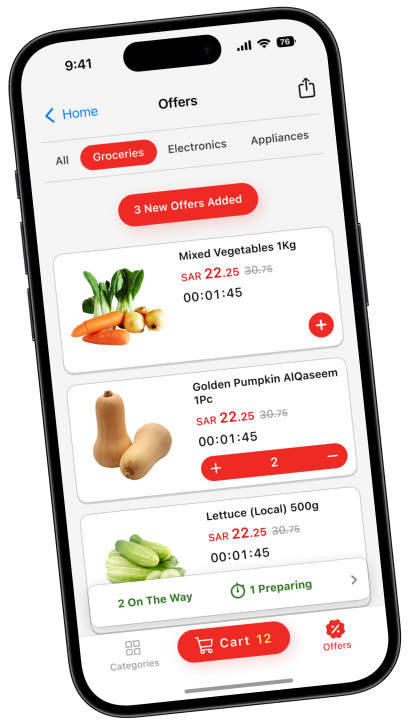 9:41
76
Home
Offers
All Groceries Electronics Appliances
3 New Offers Added
Mixed Vegetables 1Kg
SAR 22.25 30.75
00:01:45
+
Golden Pumpkin AlQaseem
1Pc
SAR 22.25 30.75
00:01:45
+ 2 −
Lettuce (Local) 500g
SAR 22.25 30.75
00:01:45
2 On The Way 1 Preparing
Categories
Cart 12
Offers